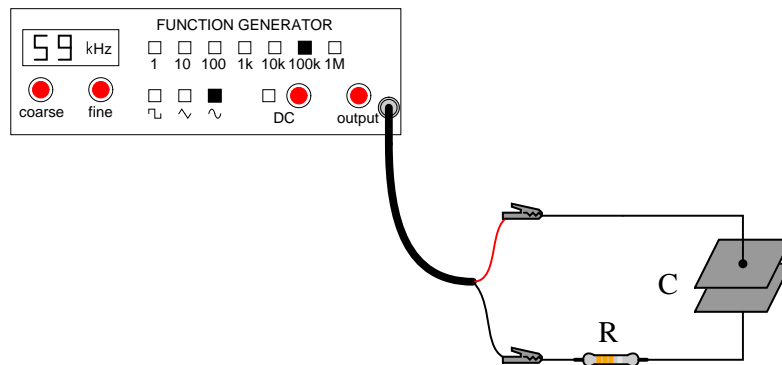 FUNCTION GENERATOR
59 kHz
1 10 100 1k 10k 100k 1M
coarse fine DC output
C
R